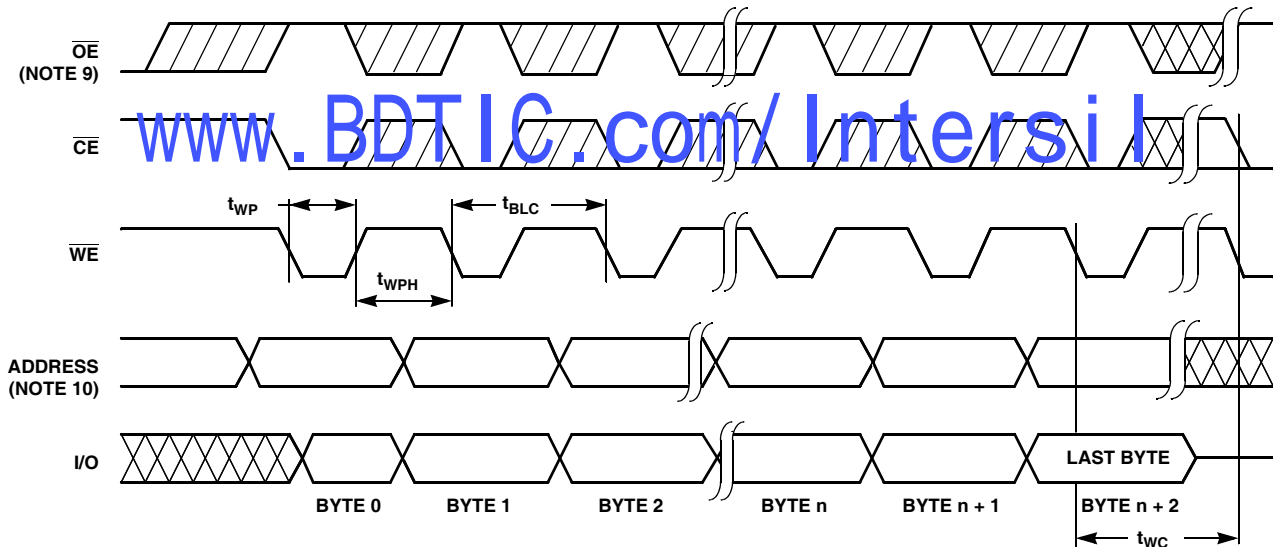 OE
(NOTE 9)
www.BDTIC.com/Intersil
CE
tWP
tBLC
WE
tWPH
ADDRESS
(NOTE 10)
I/O
LAST BYTE
BYTE 0 BYTE 1 BYTE 2 BYTE n BYTE n + 1 BYTE n + 2
tWC